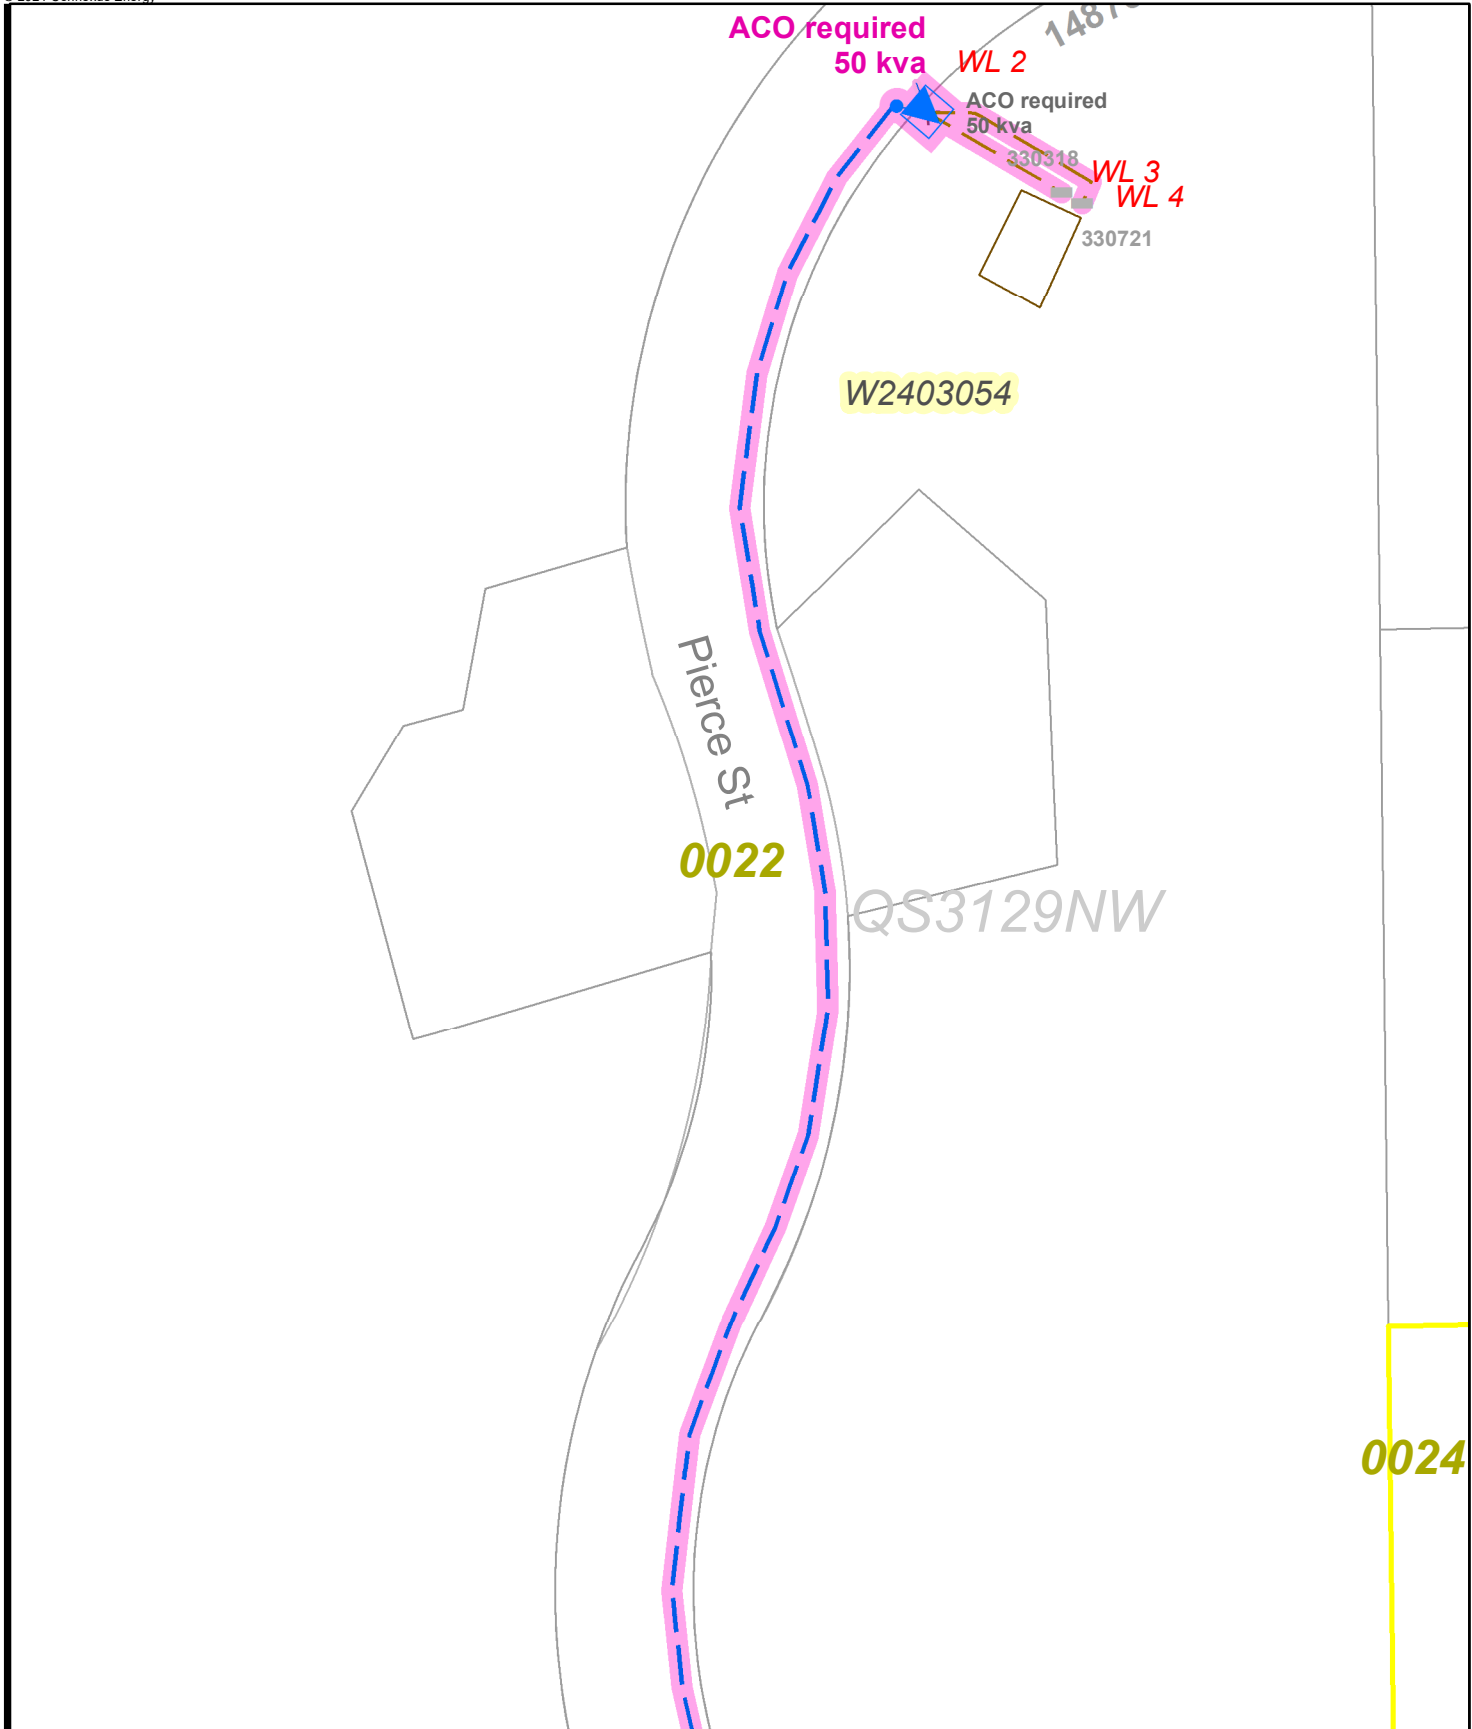 ACO required
50 kva
WL 2
ACO required
50 kva
330318
WL 3
WL 4
330721
W2403054
Pierce St
0022
QS3129NW
0024